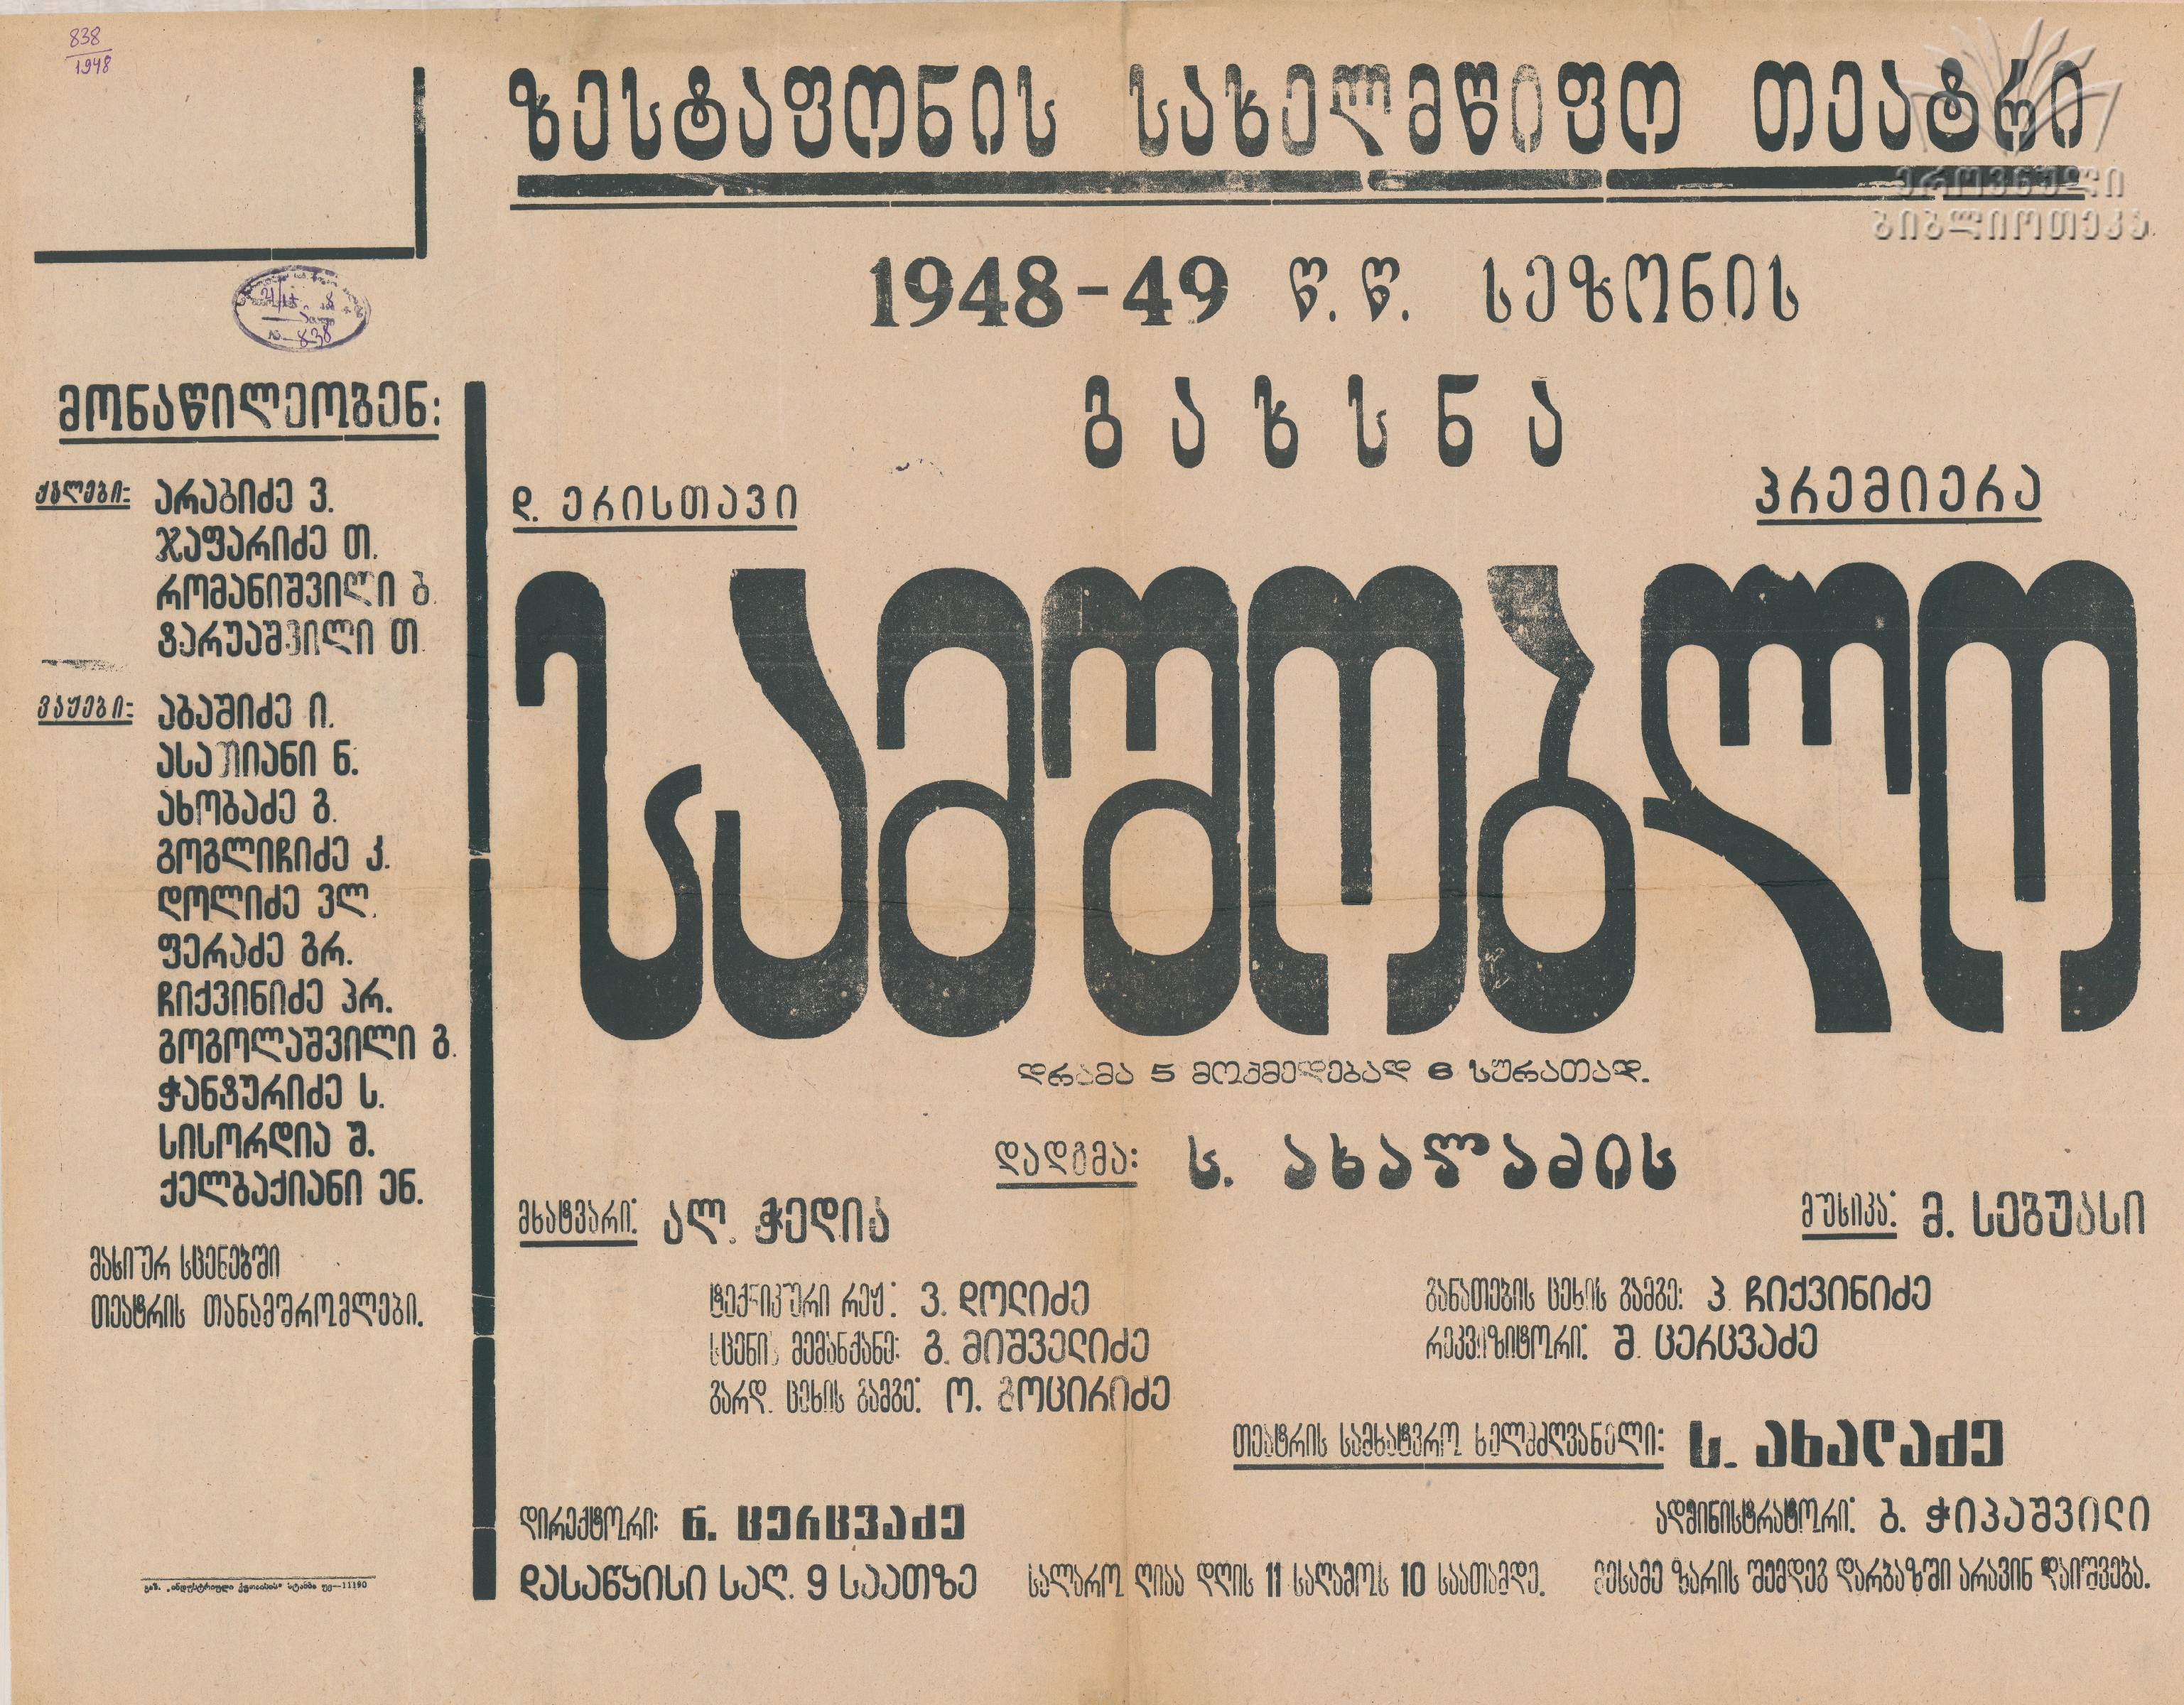 838
1948
ზესტაფონის სახელმწიფო თეატრი
ეროვნული
ბიბლიოთეკა
1948-49 წ.წ. სეზონის
გახსნა
დ. ერისთავი
პრემიერა
სამშობლო
დრამა 5 მოქმედებად 6 სურათად.
დადგმა: ს. ახალაძის
მხატვარი: ალ. ჭედია
მუსიკა: მ. სებუასი
ტექნიკური რეჟ: ვ. დოლიძე
სცენის მემანქანე: გ. მიშველიძე
გარდ. ცეხის გამგე: ო. გოცირიძე
განათების ცეხის გამგე: პ. ჩიქვინიძე
რეკვიზიტორი: შ. ცერცვაძე
თეატრის სამხატვრო ხელმძღვანელი: ს. ახალაძე
დირექტორი: ნ. ცერცვაძე
ადმინისტრატორი: ბ. ჭიპაშვილი
დასაწყისი საღ. 9 საათზე
სალარო ღიაა დღის 11 საღამოს 10 საათამდე.
მესამე ზარის შემდეგ დარბაზში არავინ დაიშვება.
მონაწილეობენ:
ქალები: არაბიძე ვ.
ჯაფარიძე თ.
რომანიშვილი ბ.
ტარუაშვილი თ.
ვაჟები: აბაშიძე ი.
ასათიანი ნ.
ახობაძე გ.
გოგლიჩიძე კ.
დოლიძე ვლ.
ფერაძე გრ.
ჩიქვინიძე პრ.
გოგოლაშვილი გ.
ჭანტურიძე ს.
სისორდია შ.
ქელბაქიანი ენ.
მასიურ სცენებში
თეატრის თანამშრომლები.
№ 838